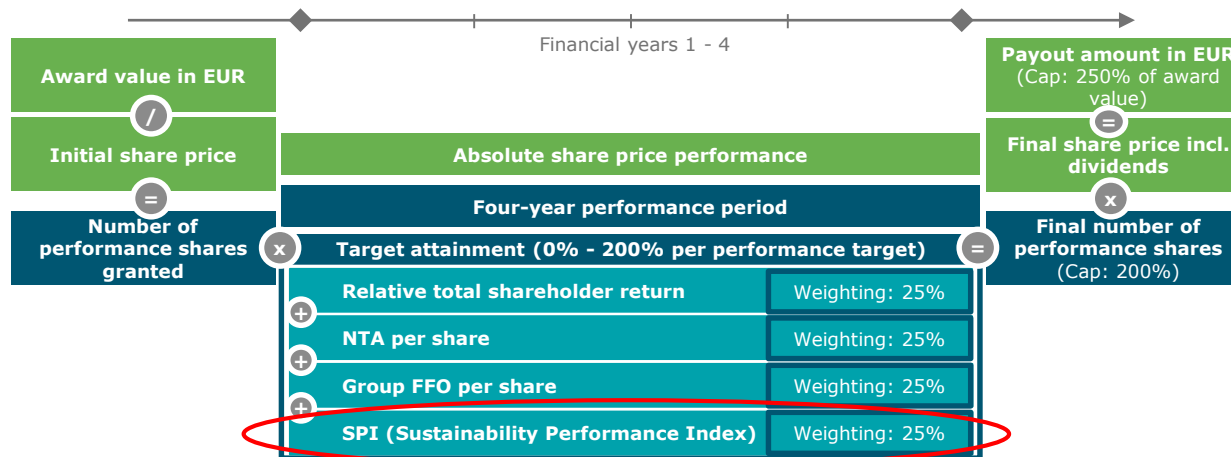 Financial years 1 - 4
Award value in EUR
/
Initial share price
=
Number of
performance shares
granted
x
Absolute share price performance
Four-year performance period
Target attainment (0% - 200% per performance target)
Relative total shareholder return
Weighting: 25%
+
NTA per share
Weighting: 25%
+
Group FFO per share
Weighting: 25%
+
SPI (Sustainability Performance Index)
Weighting: 25%
=
Payout amount in EUR
(Cap: 250% of award
value)
=
Final share price incl.
dividends
x
Final number of
performance shares
(Cap: 200%)